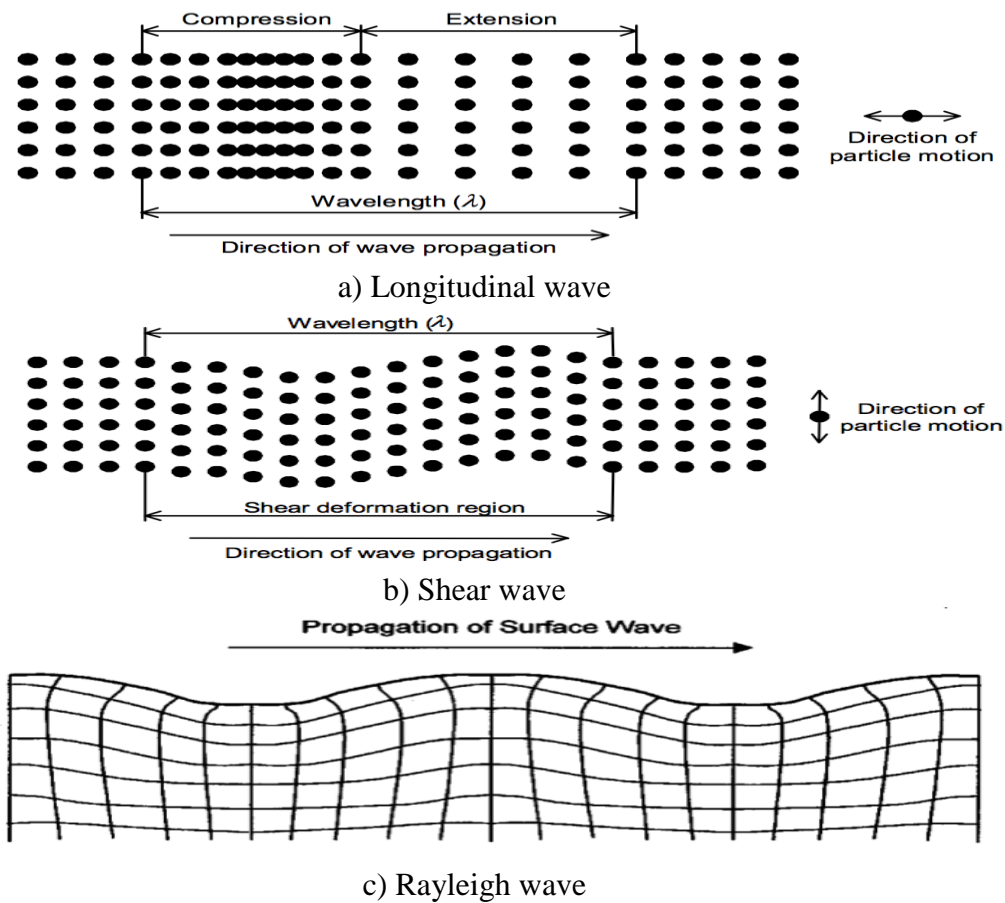 Compression
Extension
Direction of
particle motion
Wavelength (λ)
Direction of wave propagation
a) Longitudinal wave
Wavelength (λ)
Direction of
particle motion
Shear deformation region
Direction of wave propagation
b) Shear wave
Propagation of Surface Wave
c) Rayleigh wave